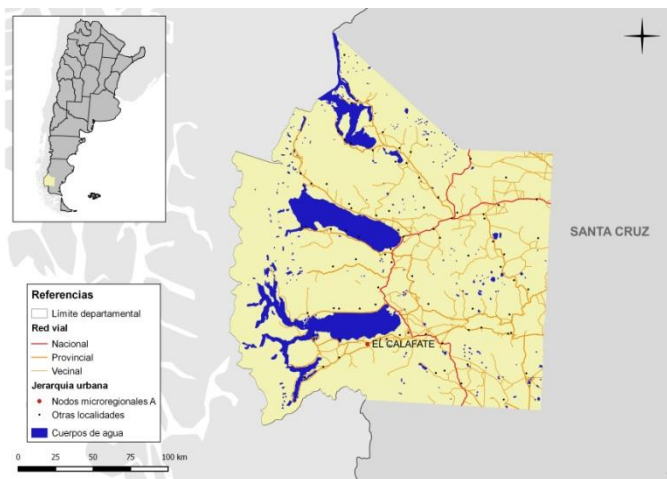 SANTA CRUZ
EL CALAFATE
Referencias
Límite departamental
Red vial
Nacional
Provincial
Vecinal
Jerarquia urbana
Nodos microregionales A
Otras localidades
Cuerpos de agua
0 25 50 75 100 km